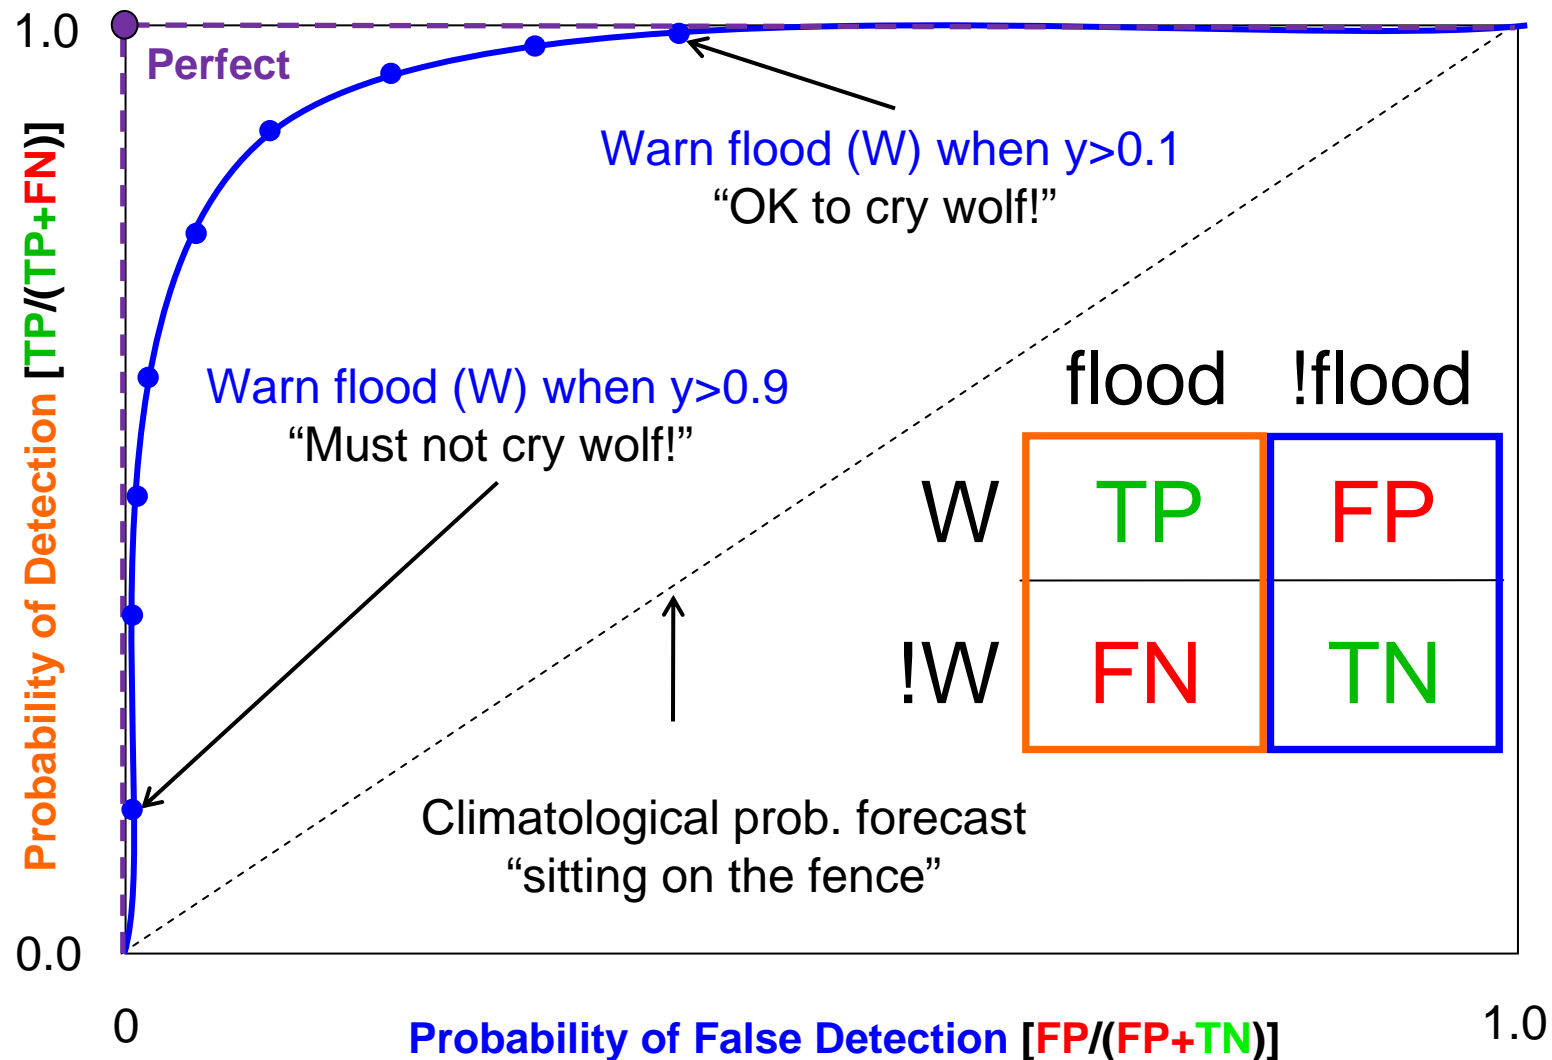 1.0
Perfect
Warn flood (W) when y>0.1
“OK to cry wolf!”
Probability of Detection [TP/(TP+FN)]
Warn flood (W) when y>0.9
“Must not cry wolf!”
flood !flood
W TP FP
!W FN TN
Climatological prob. forecast
“sitting on the fence”
0.0
0
Probability of False Detection [FP/(FP+TN)]
1.0